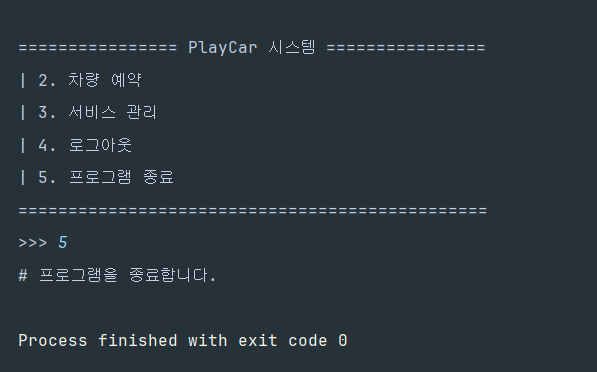 ================ PlayCar 시스템 ================
| 2. 차량 예약
| 3. 서비스 관리
| 4. 로그아웃
| 5. 프로그램 종료
===============================================
>>> 5
# 프로그램을 종료합니다.
Process finished with exit code 0